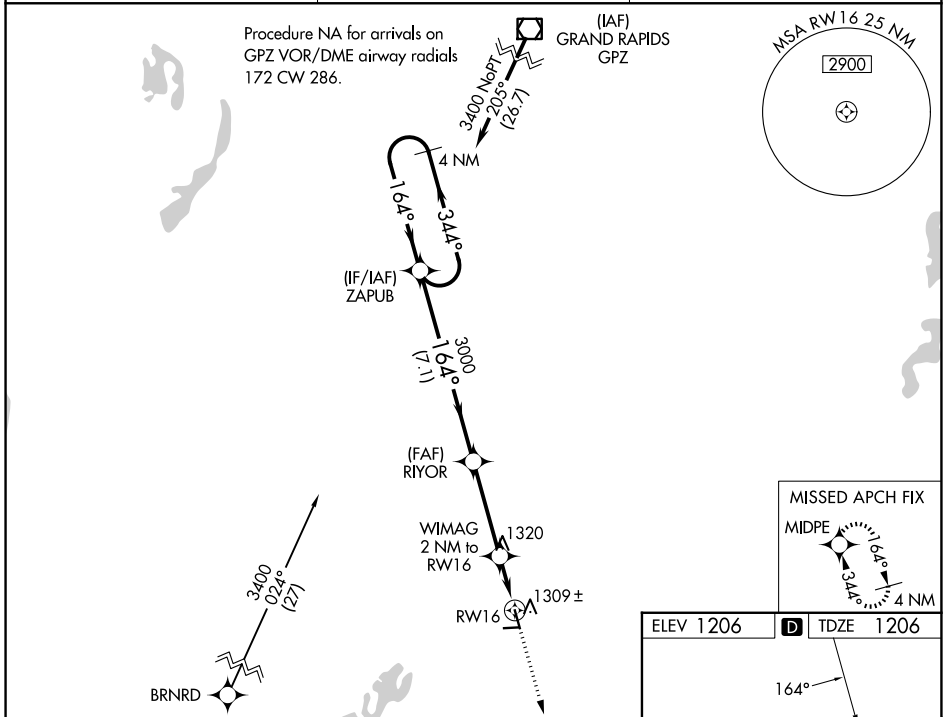 Procedure NA for arrivals on
GPZ VOR/DME airway radials
172 CW 286.
(IAF)
GRAND RAPIDS
GPZ
3400 NoPT
205°
(26.7)
MSA RW16 25 NM
2900
4 NM
164°
344°
(IF/IAF)
ZAPUB
3000
164°
(7.1)
(FAF)
RIYOR
WIMAG
2 NM to
RW16
1320
1309 ±
RW16
3400
024°
(27)
BRNRD
MISSED APCH FIX
MIDPE
164°
344°
4 NM
ELEV 1206
D
TDZE 1206
164°